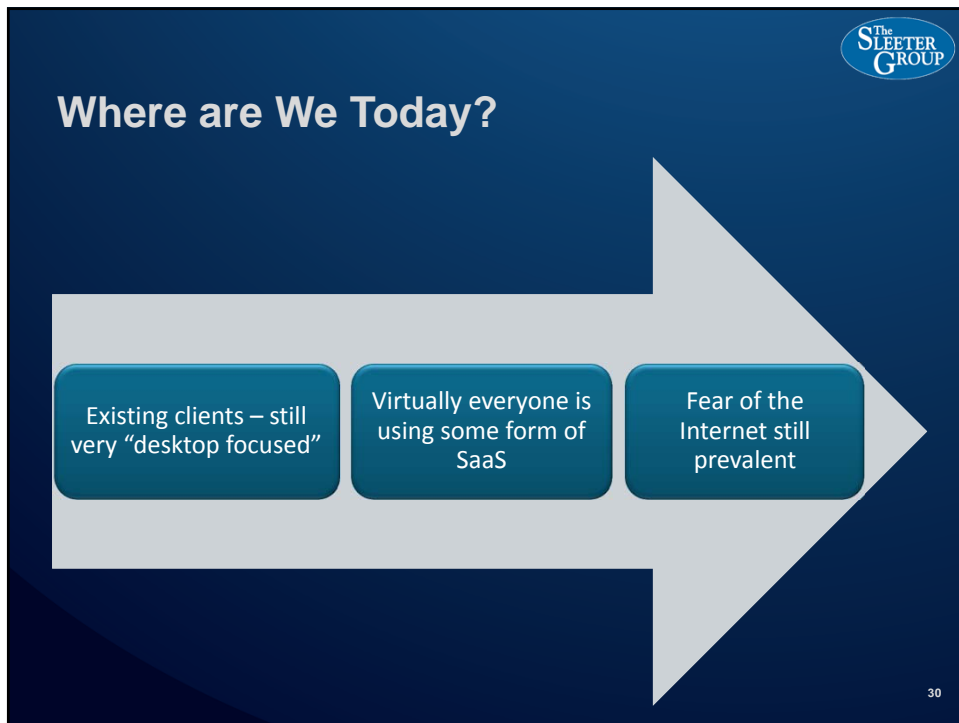 The
SLEETER
GROUP
Where are We Today?
Existing clients – still
very “desktop focused”
Virtually everyone is
using some form of
SaaS
Fear of the
Internet still
prevalent
30